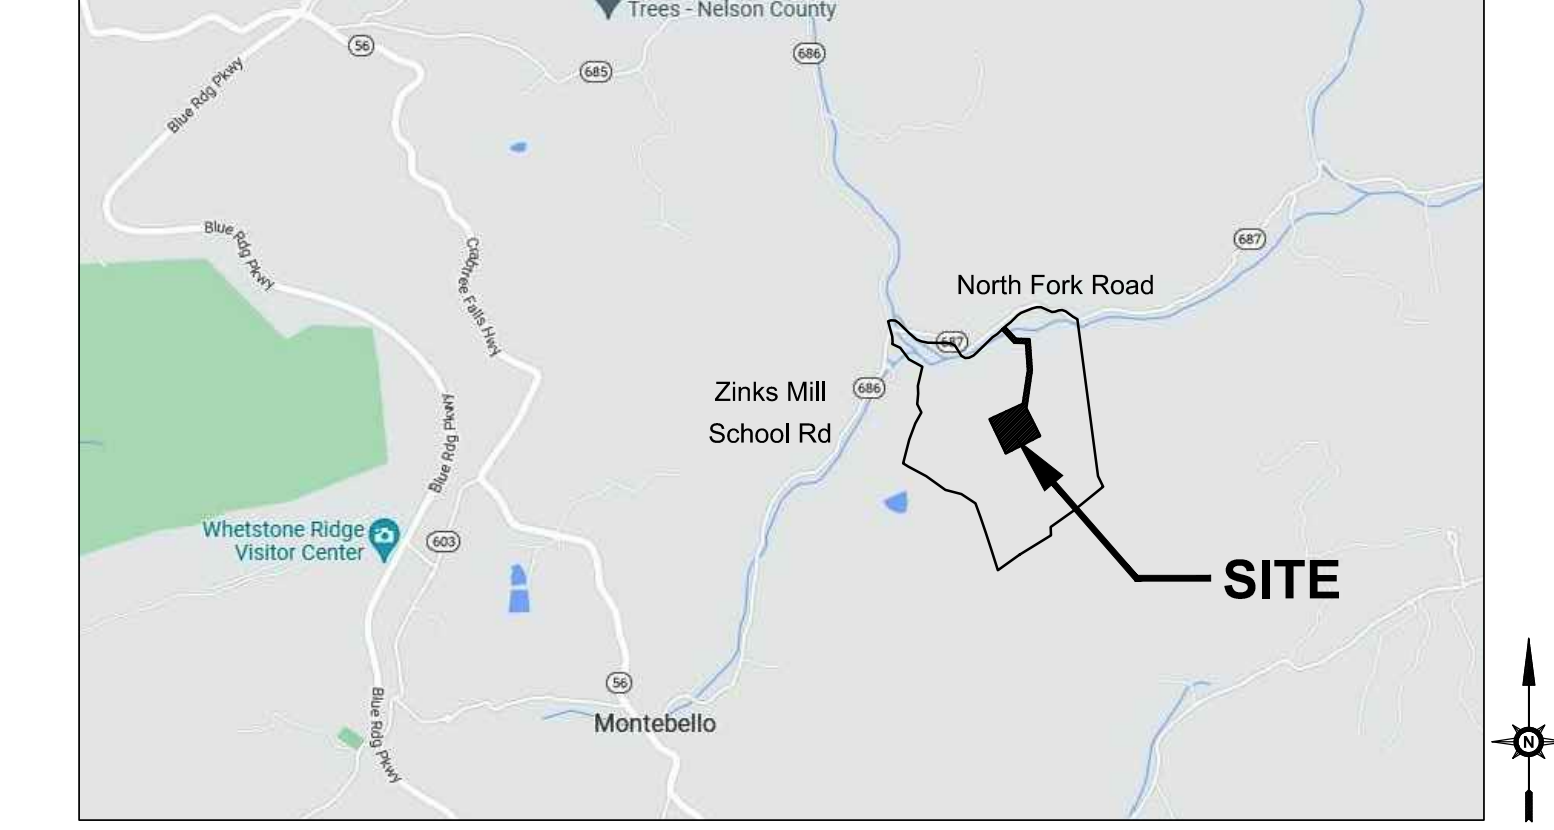 Trees - Nelson County
56
685
686
Blue Rdg Pkwy
Blue Rdg Pkwy
Crabtree Falls Hwy
687
North Fork Road
687
Zinks Mill
School Rd
686
Blue Rdg Pkwy
Whetstone Ridge
Visitor Center
603
SITE
56
Montebello
Blue Rdg Pkwy
N